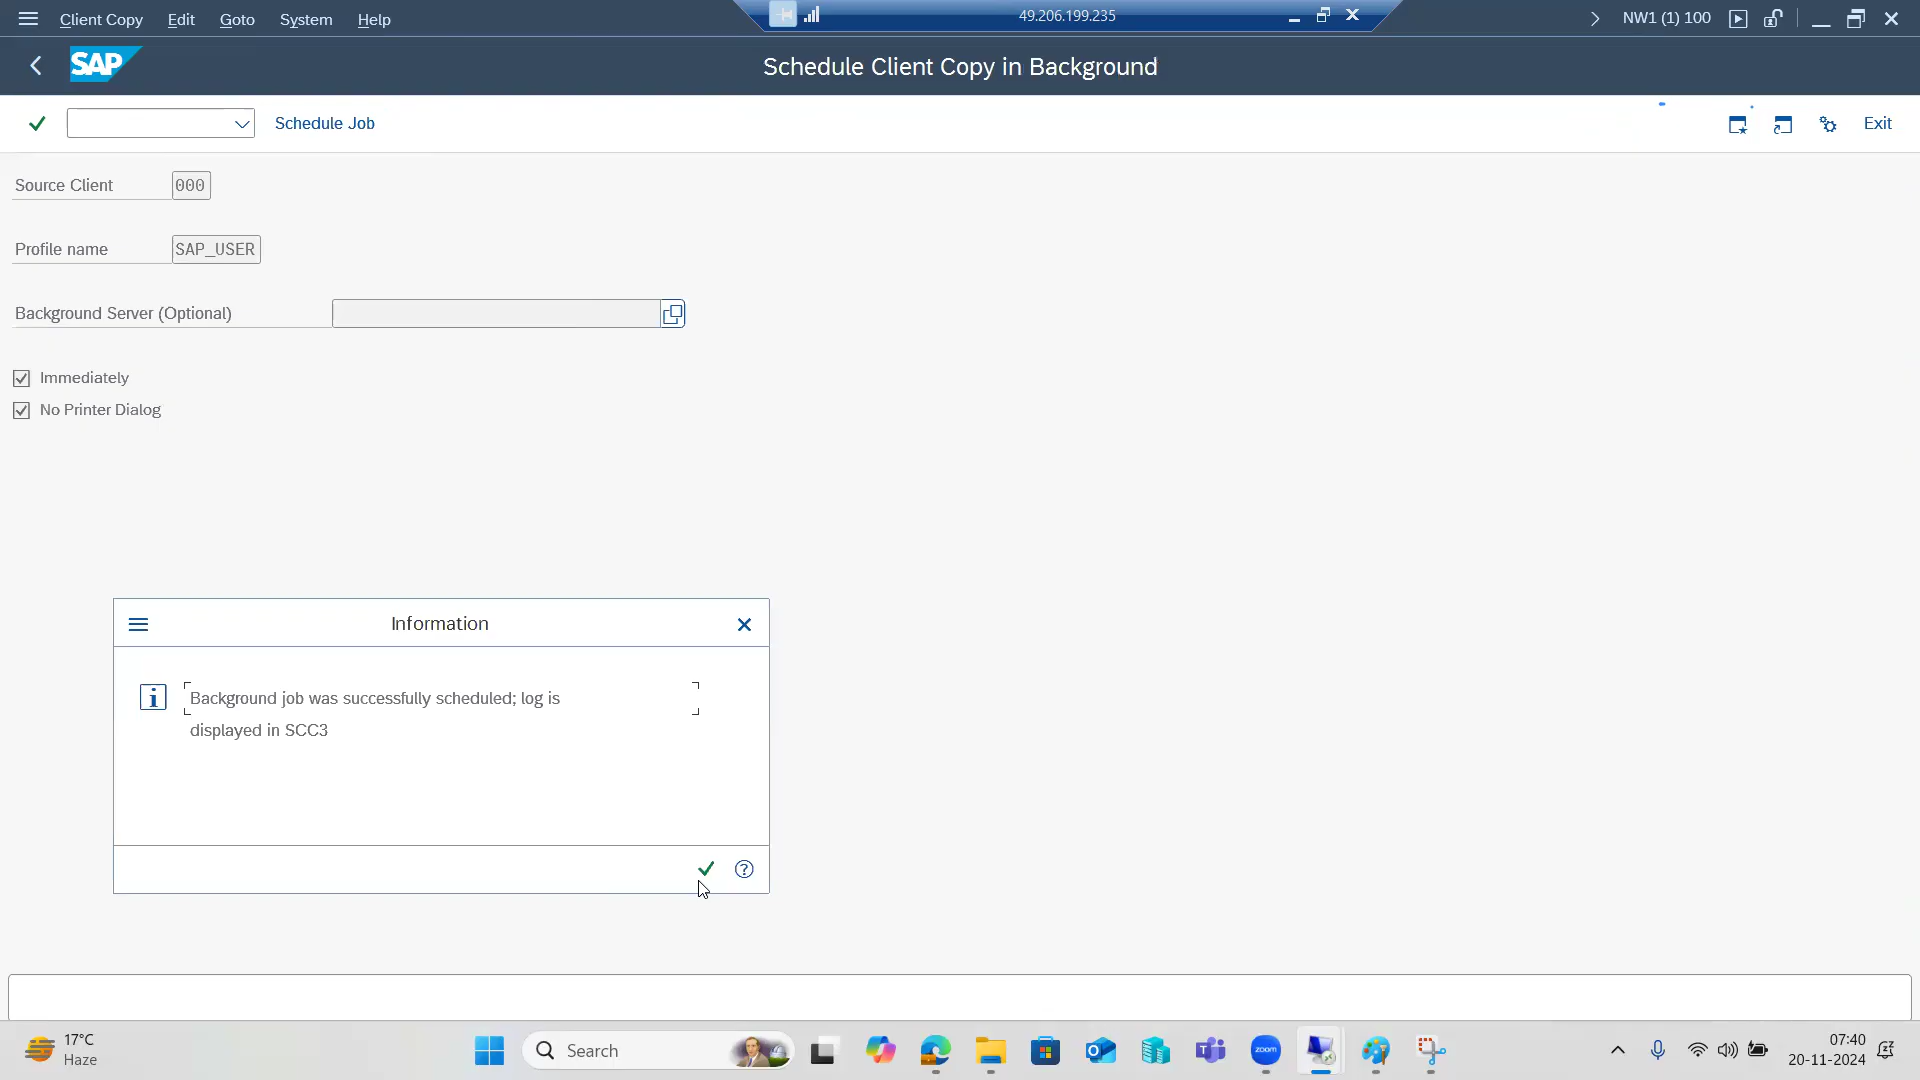 Client Copy Edit Goto System Help
49.206.199.235
NW1 (1) 100
SAP
Schedule Client Copy in Background
Schedule Job
Exit
Source Client 000
Profile name SAP_USER
Background Server (Optional)
Immediately
No Printer Dialog
Information
Background job was successfully scheduled; log is
displayed in SCC3
17°C
Haze
Search
zoom
07:40
20-11-2024